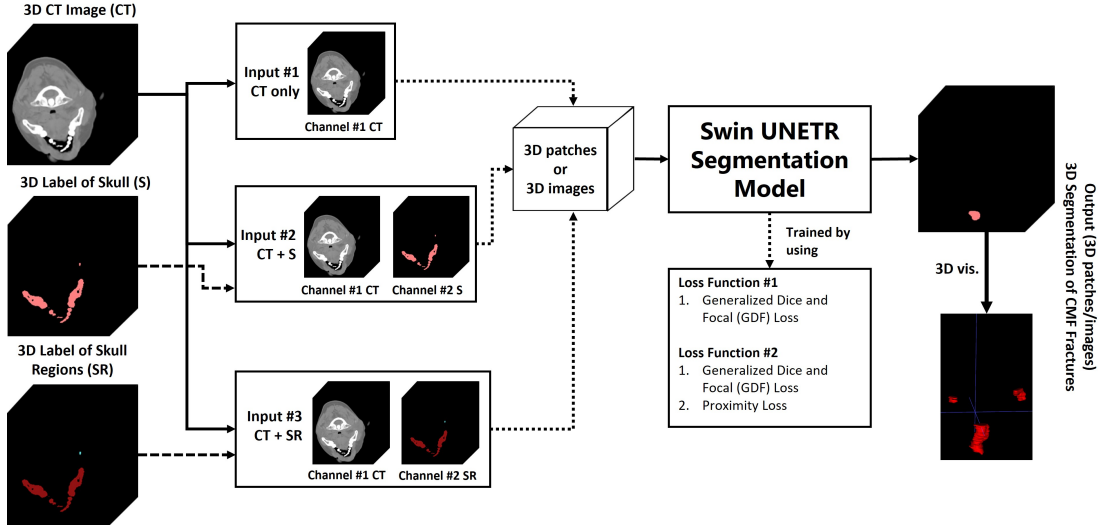 3D CT Image (CT)
3D Label of Skull (S)
3D Label of Skull
Regions (SR)
Input #1
CT only
Channel #1 CT
Input #2
CT + S
Channel #1 CT
Channel #2 S
Input #3
CT + SR
Channel #1 CT
Channel #2 SR
3D patches
or
3D images
Swin UNETR
Segmentation
Model
Trained by
using
Loss Function #1
1. Generalized Dice and
Focal (GDF) Loss
Loss Function #2
1. Generalized Dice and
Focal (GDF) Loss
2. Proximity Loss
3D vis.
Output (3D patches/images)
3D Segmentation of CMF Fractures